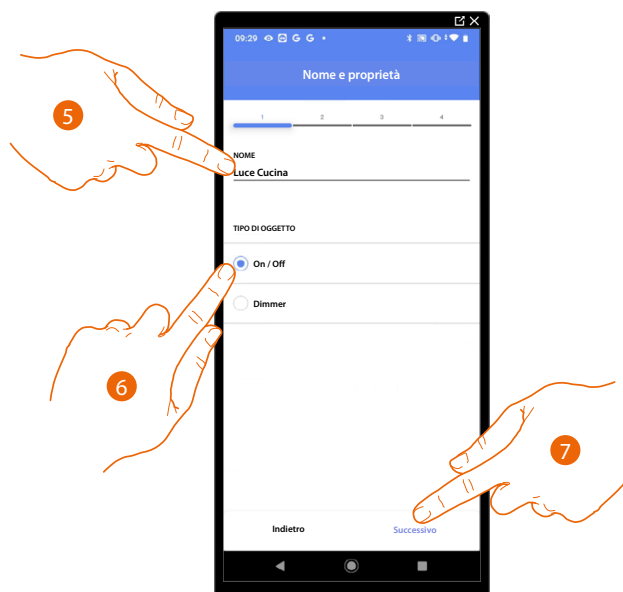 09:29 G G
Nome e proprietà
1 2 3 4
NOME
Luce Cucina
TIPO DI OGGETTO
On / Off
Dimmer
Indietro Successivo
5
6
7